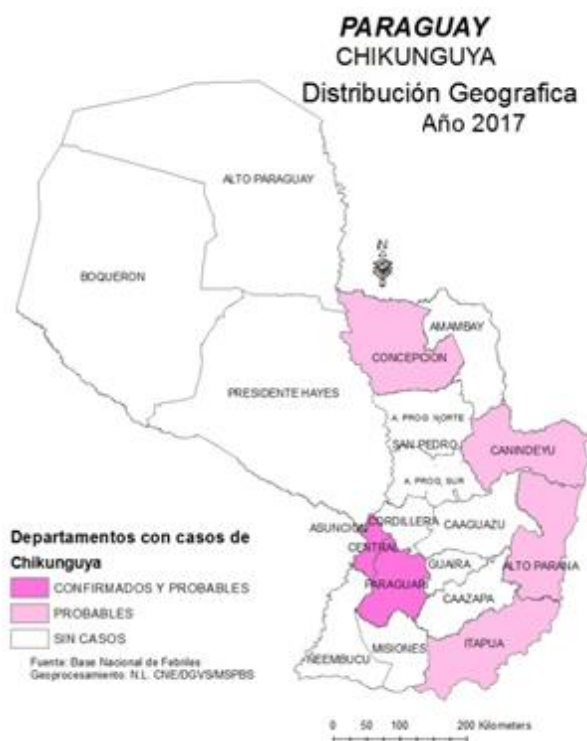 PARAGUAY
CHIKUNGUYA
Distribución Geografica
Año 2017
ALTO PARAGUAY
N
BOQUERON
AMAMBAY
CONCEPCION
PRESIDENTE HAYES
A. PROG. NORTE
SAN PEDRO
CANINDEYU
A. PROG. SUR
ASUNCION
CORDILLERA
CAAGUAZU
CENTRAL
GUAIRA
ALTO PARANA
PARAGUARI
CAAZAPA
MISIONES
ITAPUA
ÑEEMBUCU
Departamentos con casos de
Chikunguya
CONFIRMADOS Y PROBABLES
PROBABLES
SIN CASOS
Fuente: Base Nacional de Febriles
Geoprocesamiento: N.L. CNE/DGVS/MSPBS
0 50 100 200 Kilometers